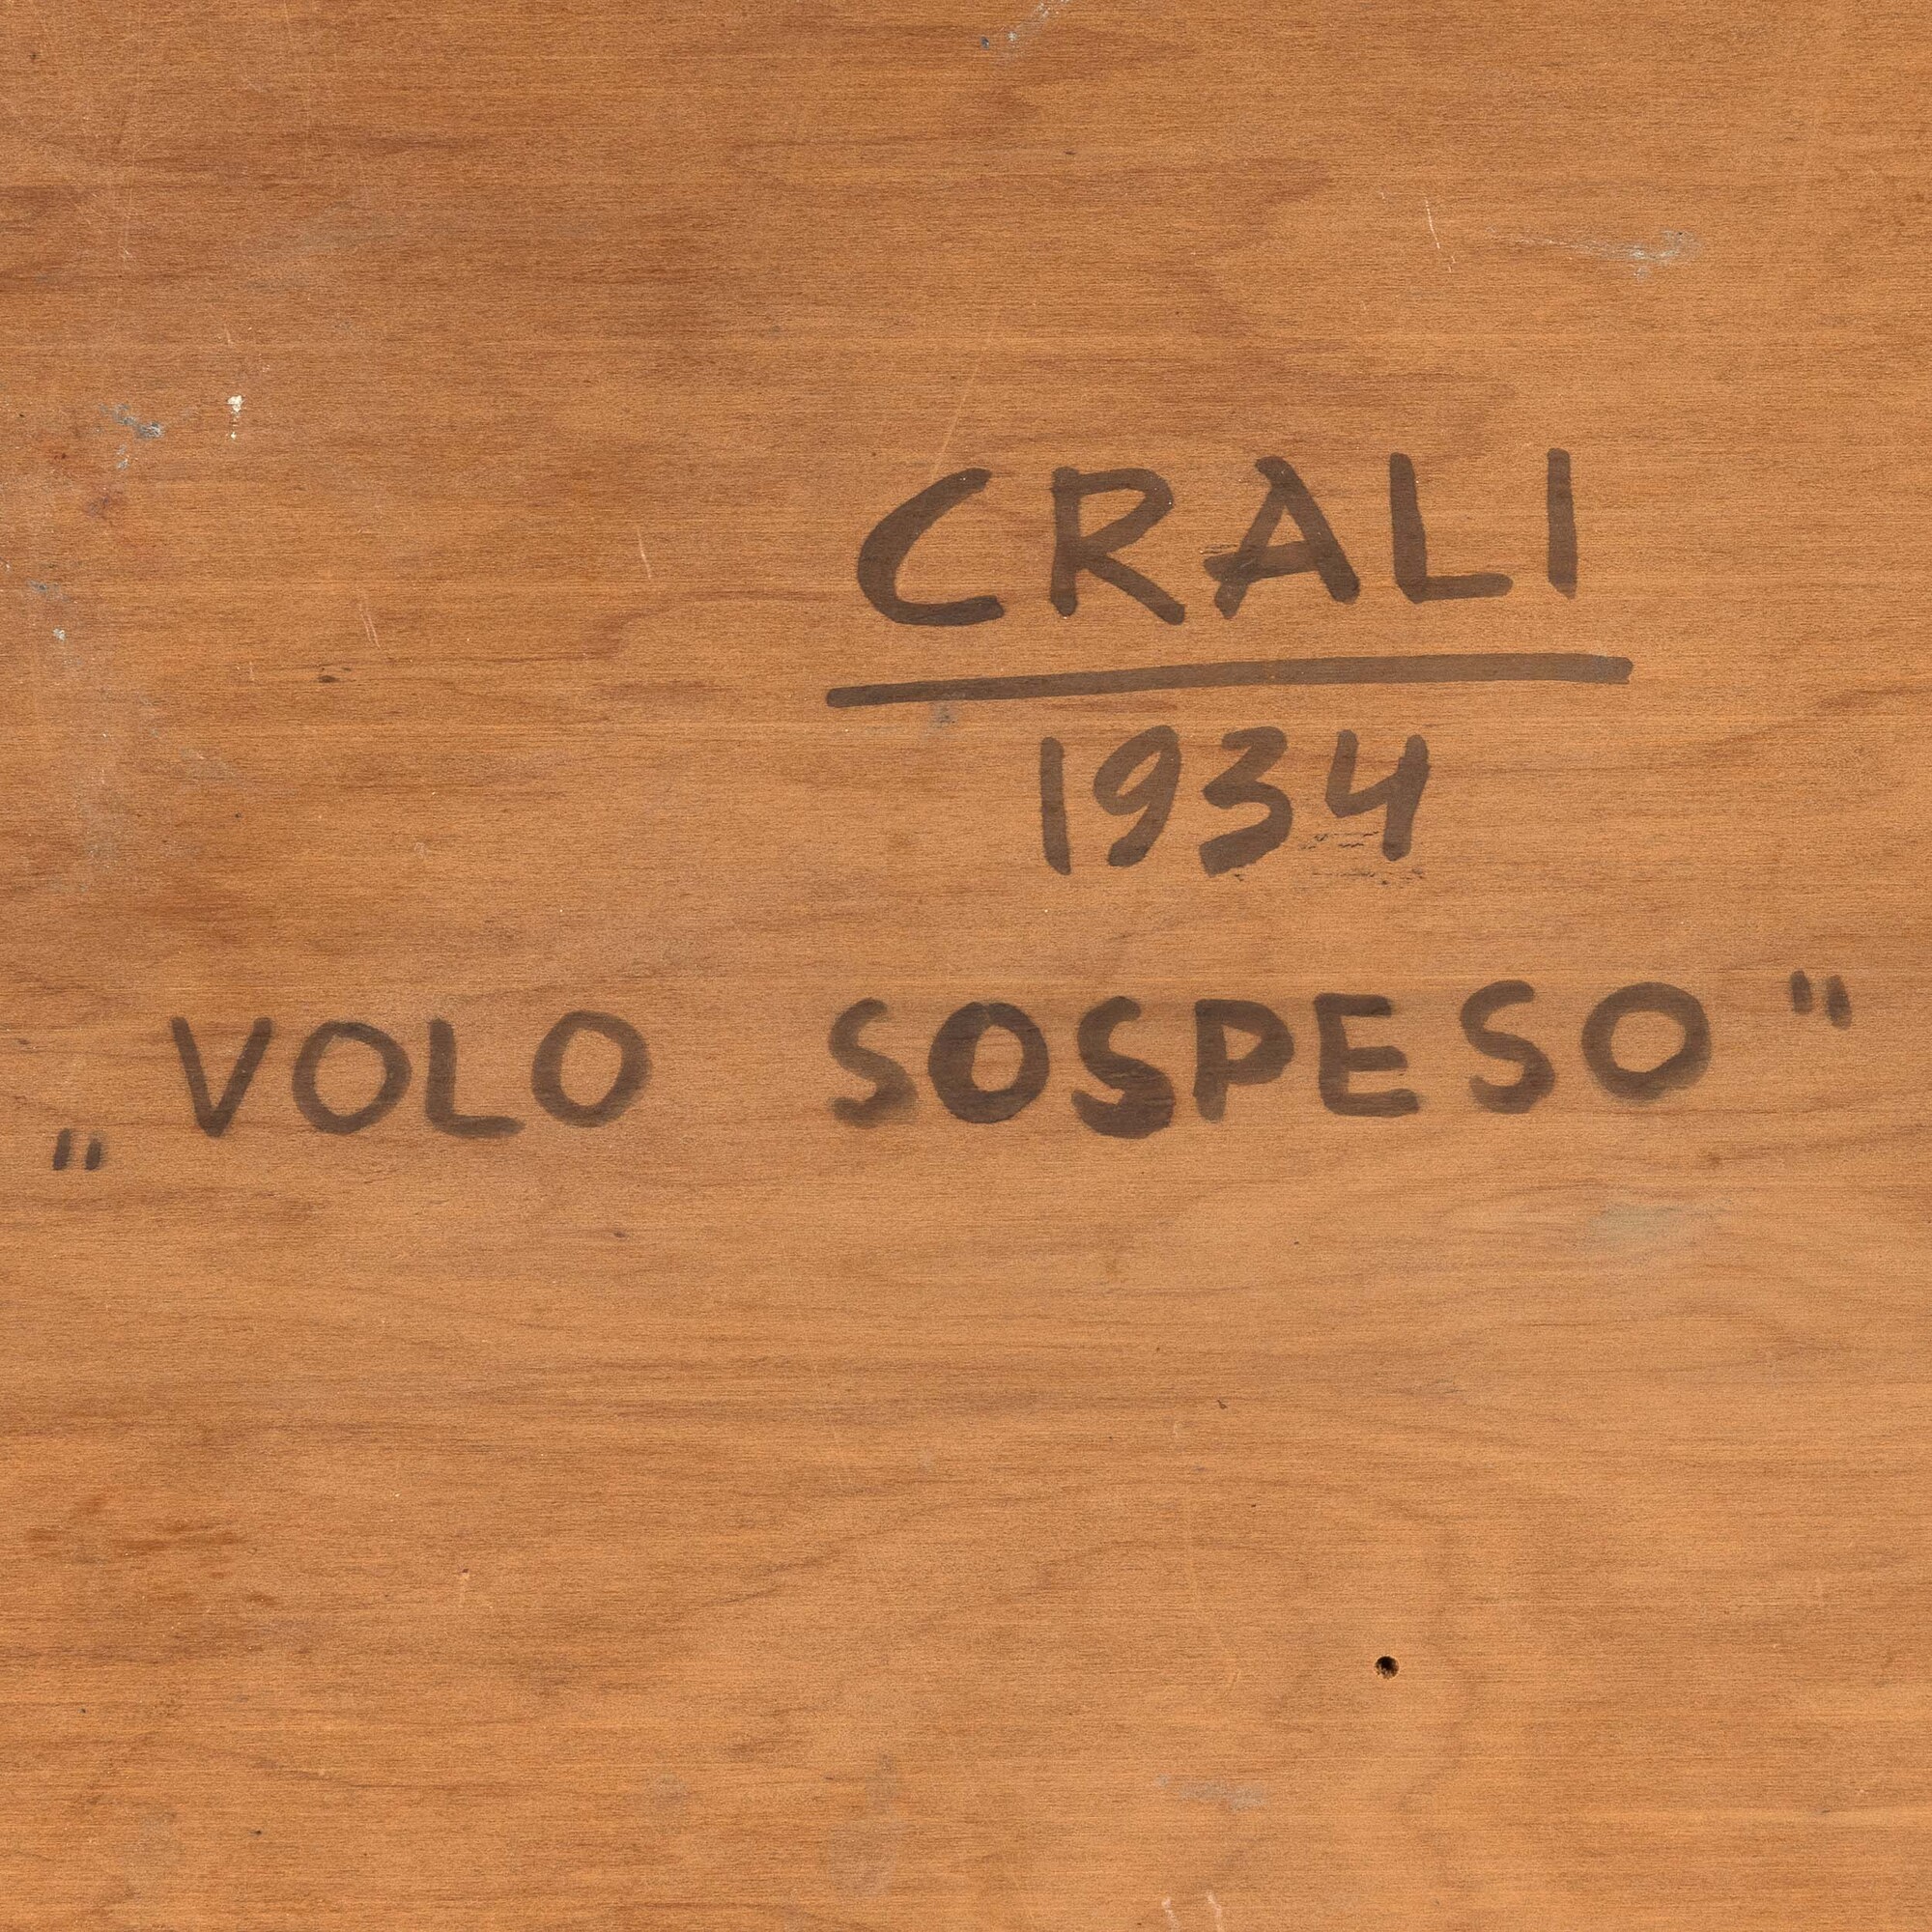 CRALI
1934
„VOLO SOSPESO"